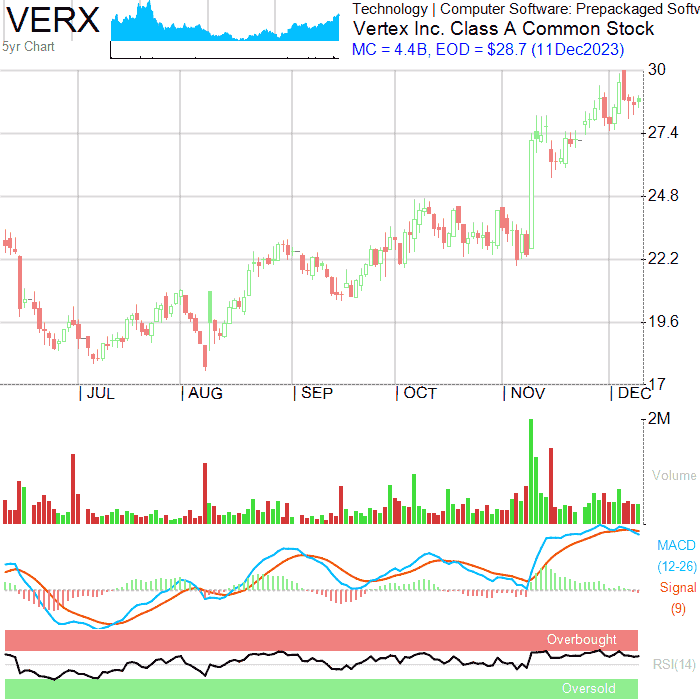 VERX
5yr Chart
Technology | Computer Software: Prepackaged Softw
Vertex Inc. Class A Common Stock
MC = 4.4B, EOD = $28.7 (11Dec2023)
30
27.4
24.8
22.2
19.6
17
| JUL | AUG | SEP | OCT | NOV | DEC
2M
Volume
MACD
(12-26)
Signal
(9)
Overbought
RSI(14)
Oversold